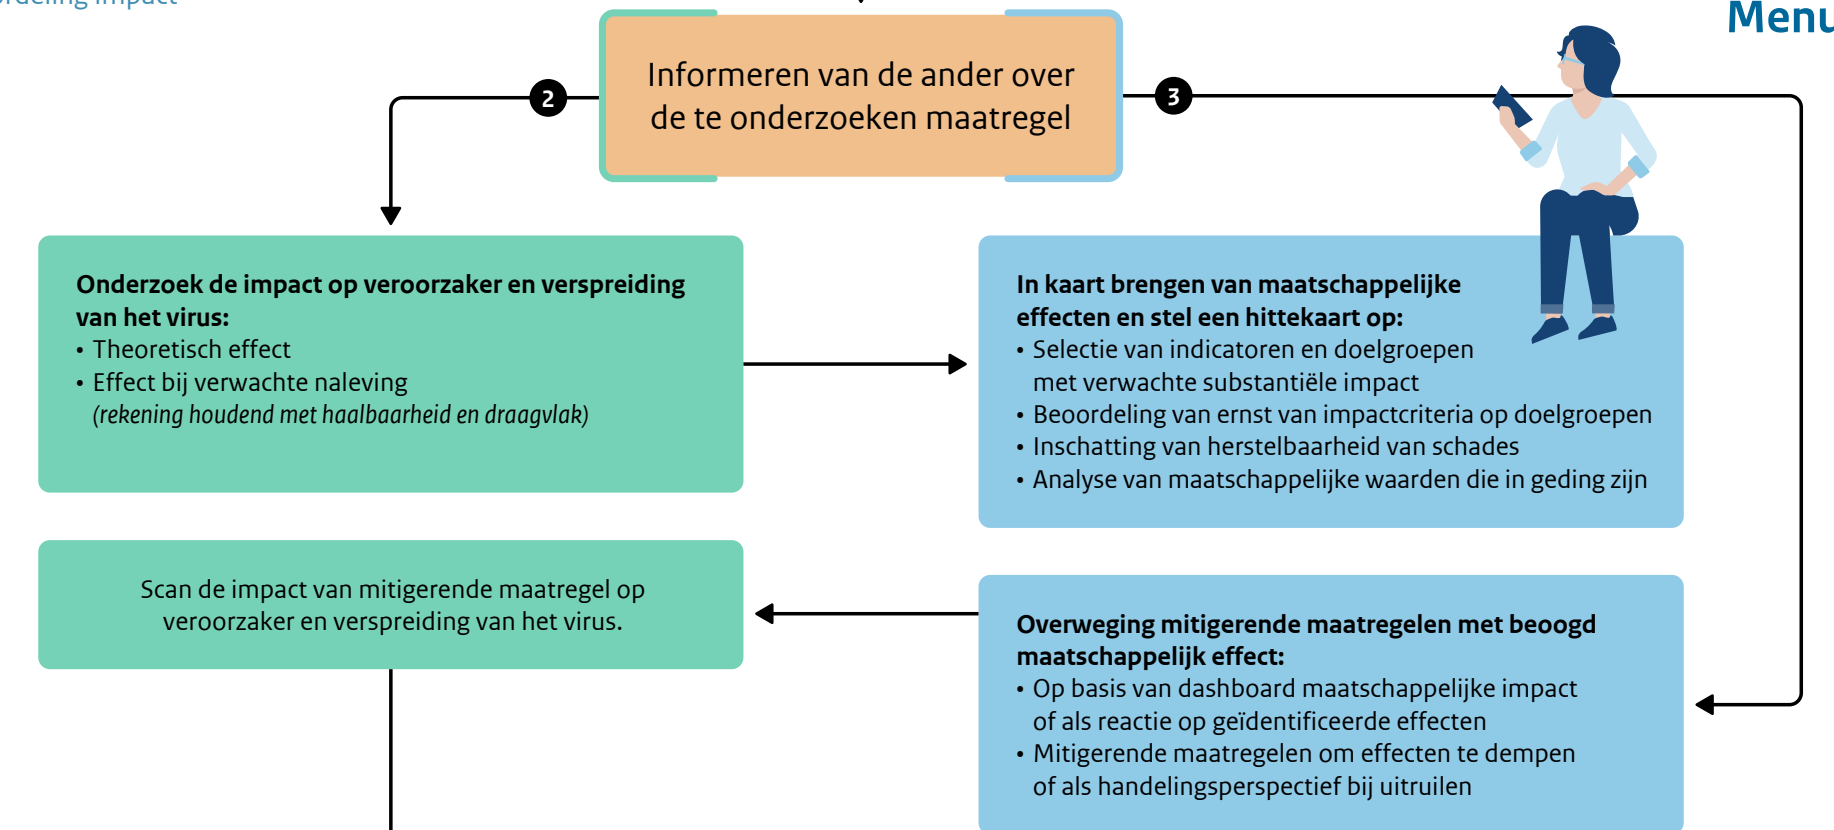 Menu
Informeren van de ander over
de te onderzoeken maatregel
2
3
Onderzoek de impact op veroorzaker en verspreiding
van het virus:
• Theoretisch effect
• Effect bij verwachte naleving
(rekening houdend met haalbaarheid en draagvlak)
In kaart brengen van maatschappelijke
effecten en stel een hittekaart op:
• Selectie van indicatoren en doelgroepen
met verwachte substantiële impact
• Beoordeling van ernst van impactcriteria op doelgroepen
• Inschatting van herstelbaarheid van schades
• Analyse van maatschappelijke waarden die in geding zijn
Scan de impact van mitigerende maatregel op
veroorzaker en verspreiding van het virus.
Overweging mitigerende maatregelen met beoogd
maatschappelijk effect:
• Op basis van dashboard maatschappelijke impact
of als reactie op geïdentificeerde effecten
• Mitigerende maatregelen om effecten te dempen
of als handelingsperspectief bij uitruilen